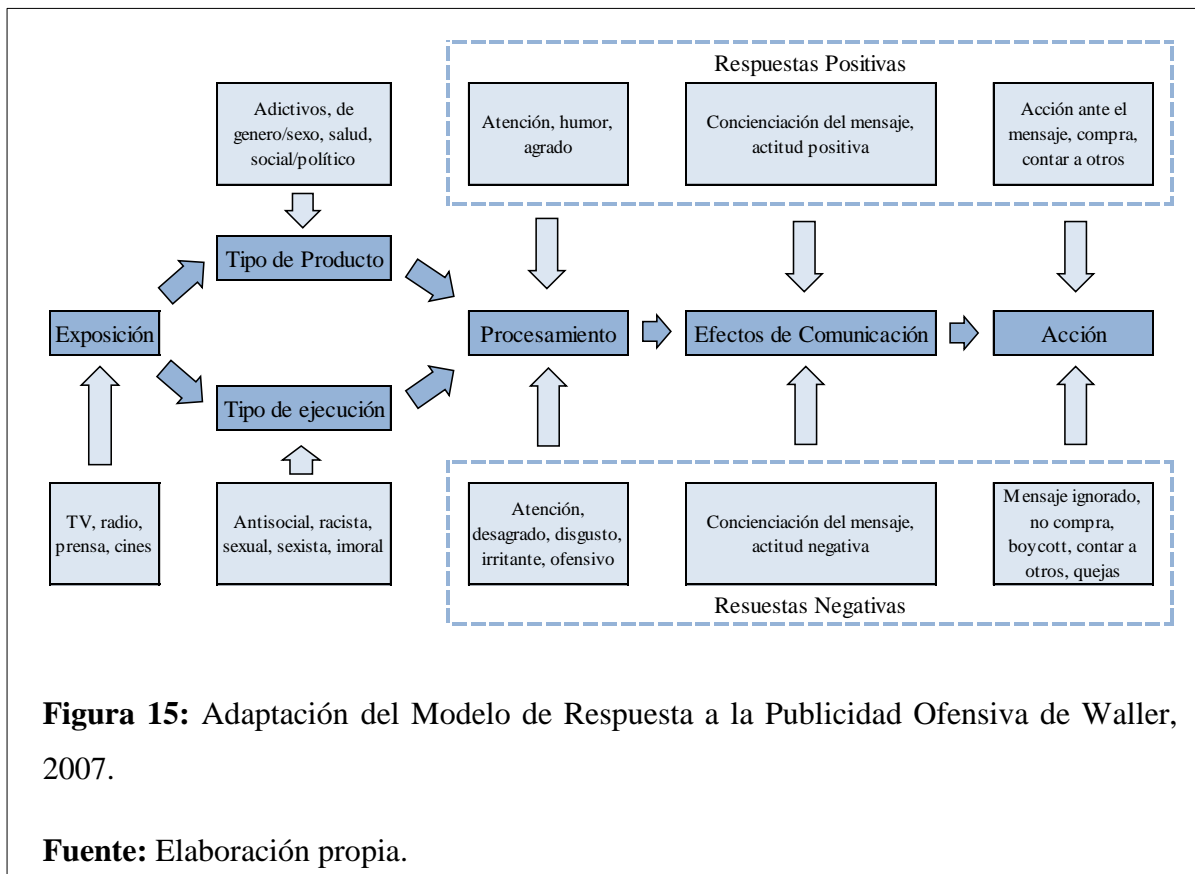 Respuestas Positivas
Adictivos, de
genero/sexo, salud,
social/político
Atención, humor,
agrado
Concienciación del mensaje,
actitud positiva
Acción ante el
mensaje, compra,
contar a otros
Tipo de Producto
Exposición
Procesamiento
Efectos de Comunicación
Acción
Tipo de ejecución
TV, radio,
prensa, cines
Antisocial, racista,
sexual, sexista, imoral
Atención,
desagrado, disgusto,
irritante, ofensivo
Concienciación del mensaje,
actitud negativa
Mensaje ignorado,
no compra,
boycott, contar a
otros, quejas
Resuestas Negativas
Figura 15: Adaptación del Modelo de Respuesta a la Publicidad Ofensiva de Waller,
2007.
Fuente: Elaboración propia.